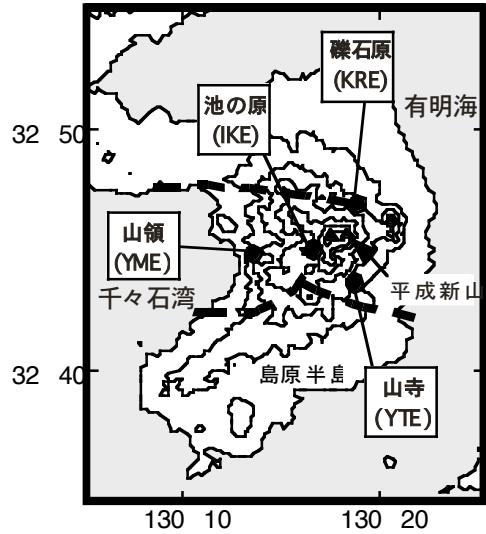 礫石原
(KRE)
有明海
池の原
(IKE)
32 50
山領
(YME)
千々石湾
平成新山
島原半島
32 40
山寺
(YTE)
130 10
130 20